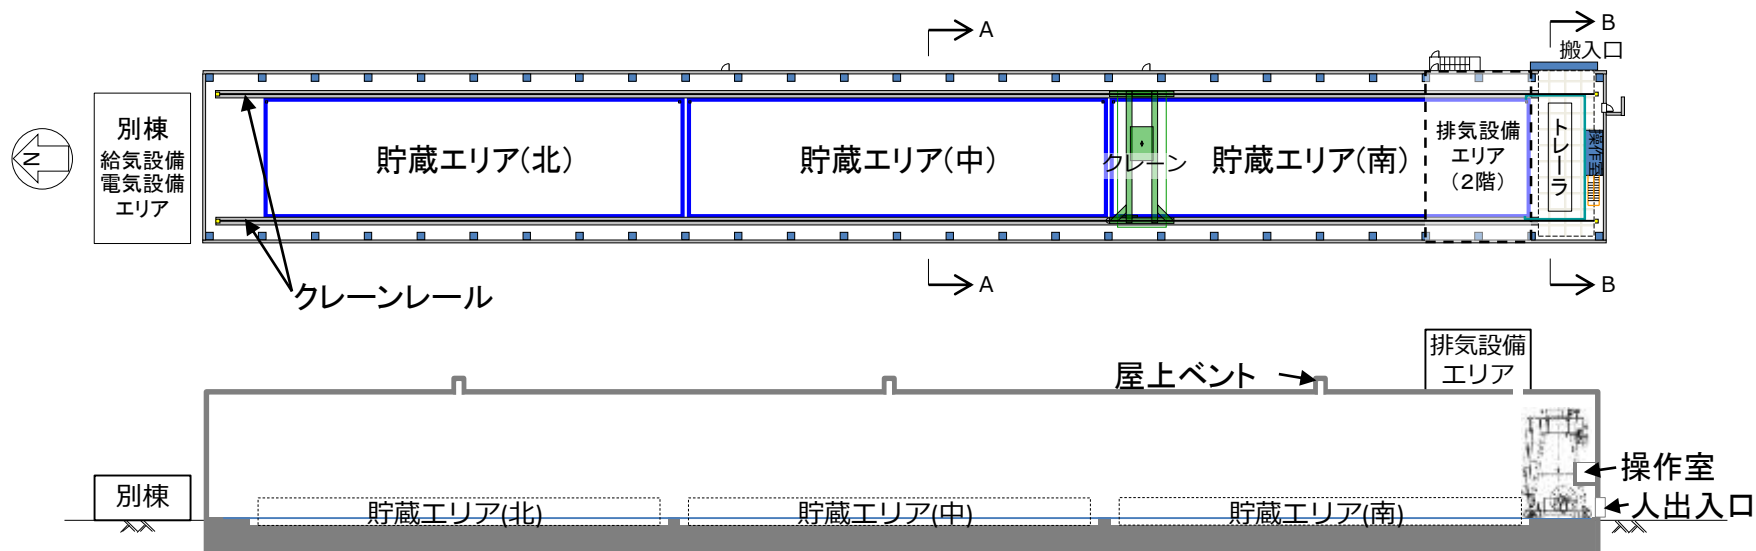 A
B
搬入口
N
別棟
給気設備
電気設備
エリア
貯蔵エリア(北)
貯蔵エリア(中)
クレーン
貯蔵エリア(南)
排気設備
エリア
(2階)
トレーラ
操作室
クレーンレール
A
B
排気設備
エリア
屋上ベント
操作室
人出入口
別棟
貯蔵エリア(北)
貯蔵エリア(中)
貯蔵エリア(南)